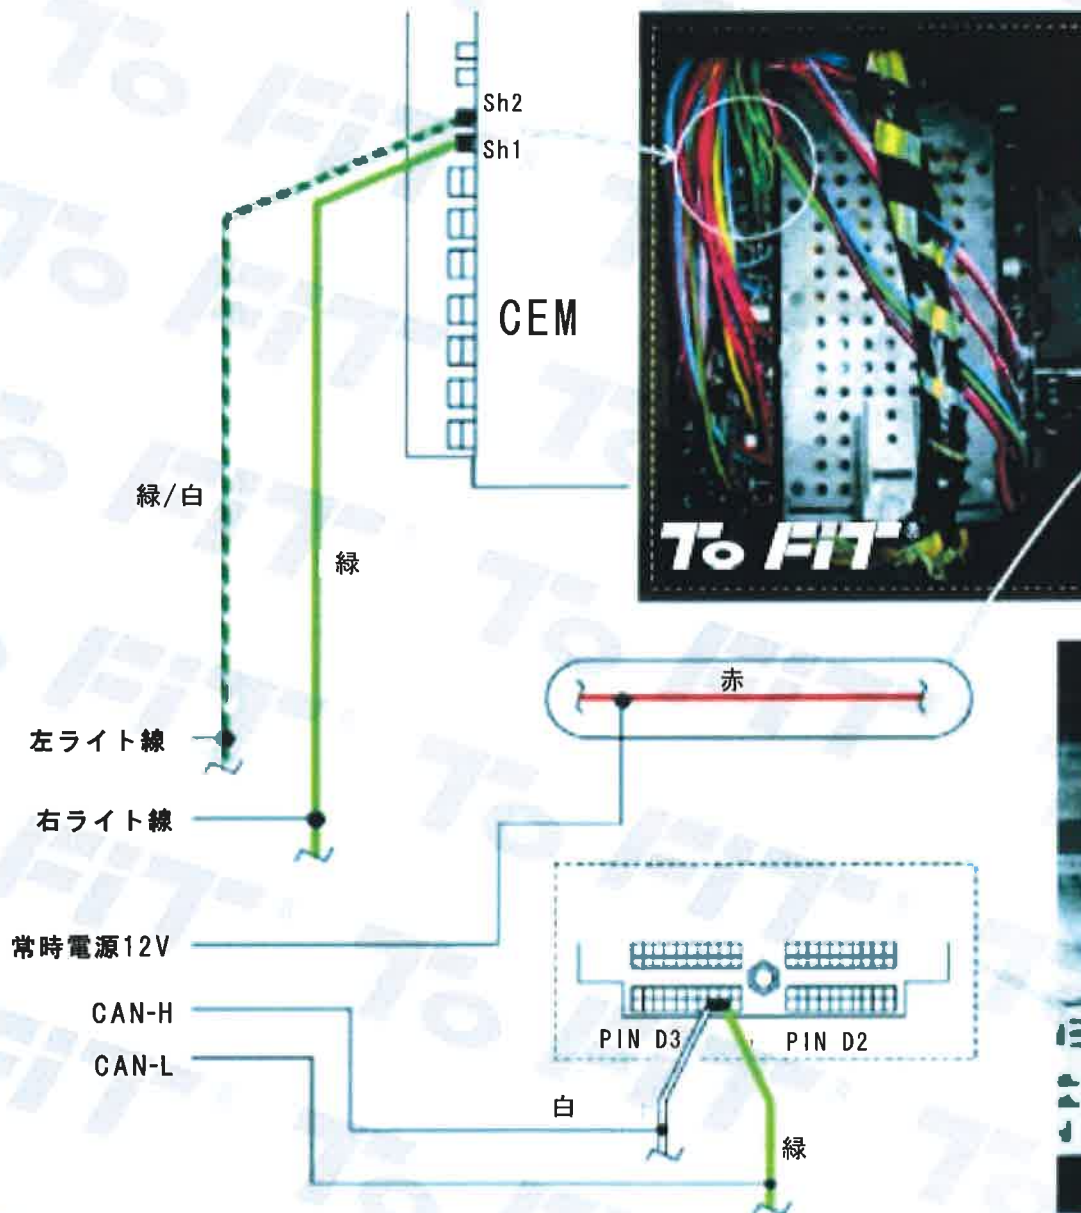 Sh2
Sh1
CEM
緑/白
緑
To FiT®
赤
左ライト線
右ライト線
常時電源12V
CAN-H
CAN-L
PIN D3
PIN D2
白
緑